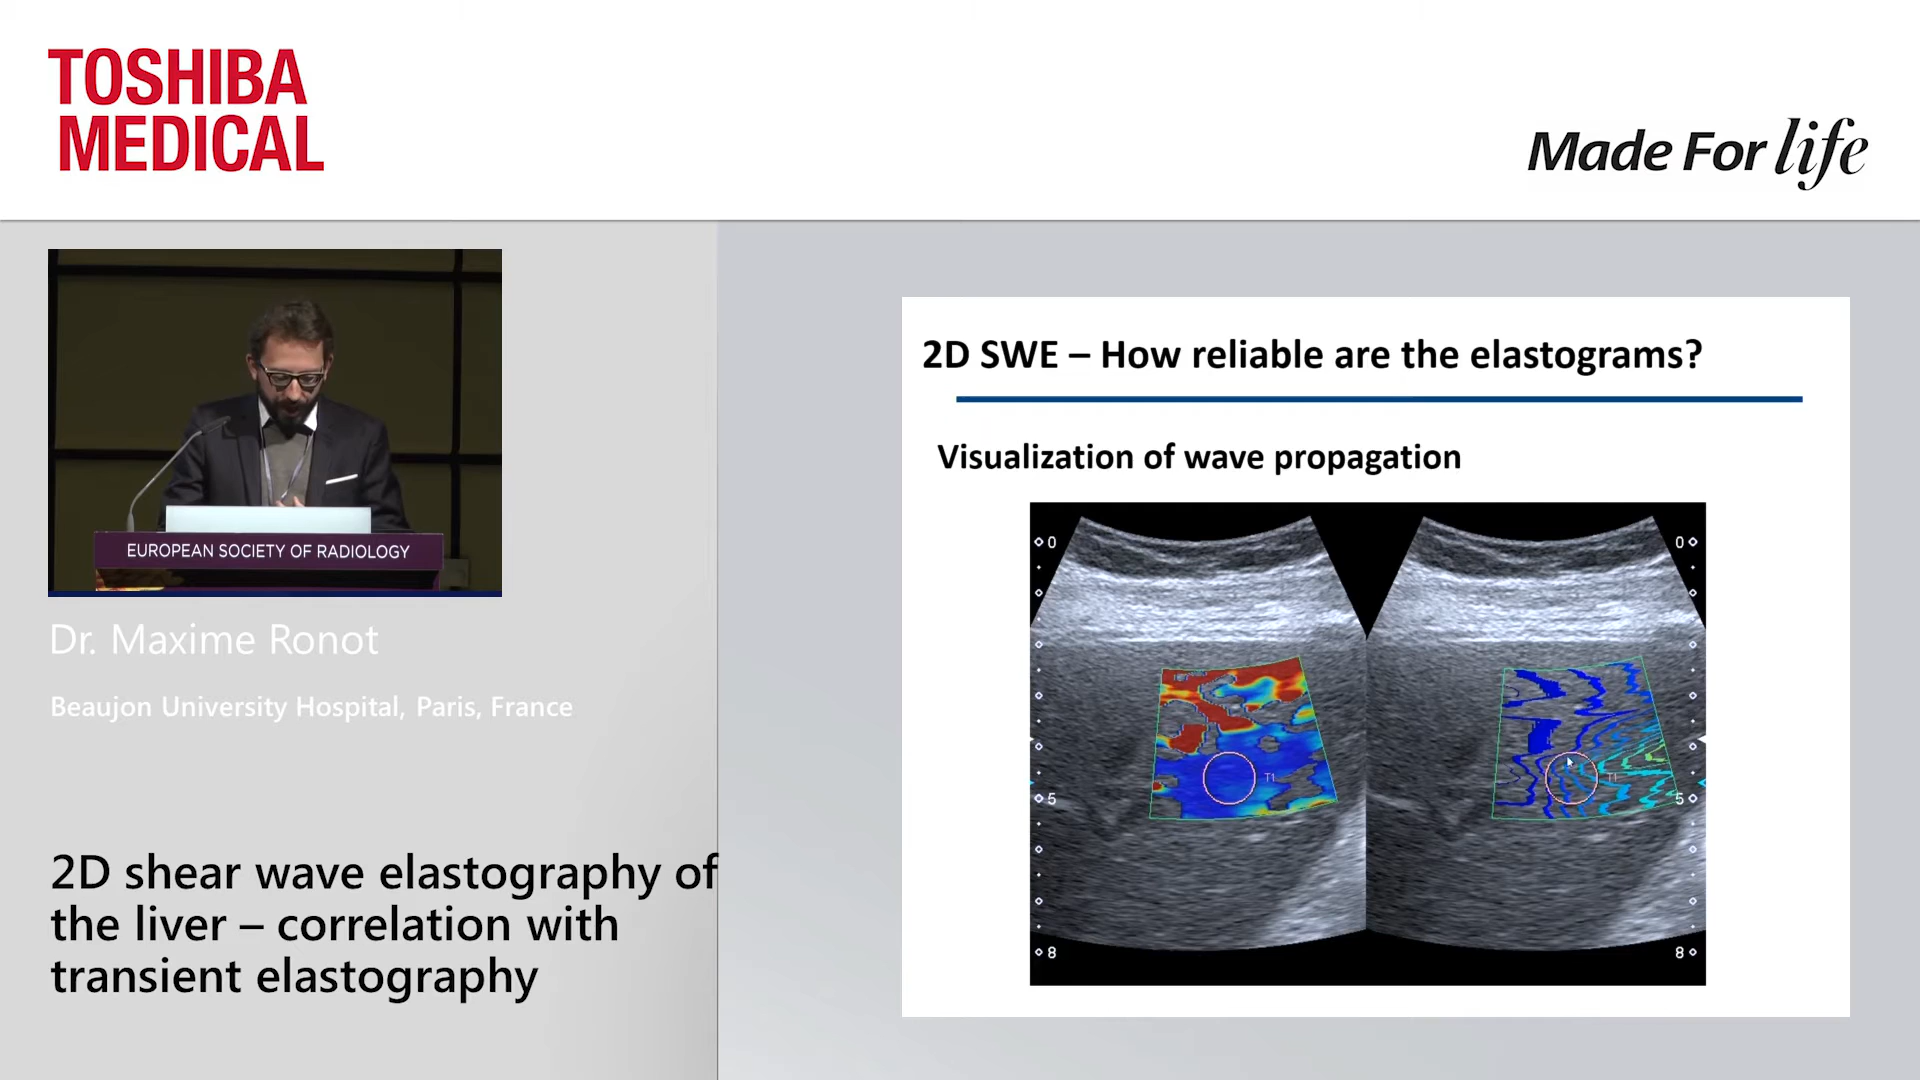 TOSHIBA
MEDICAL
Made For life
EUROPEAN SOCIETY OF RADIOLOGY
Dr. Maxime Ronot
Beaujon University Hospital, Paris, France
2D shear wave elastography of
the liver – correlation with
transient elastography
2D SWE – How reliable are the elastograms?
Visualization of wave propagation
0
0
T1
T1
5
5
8
8